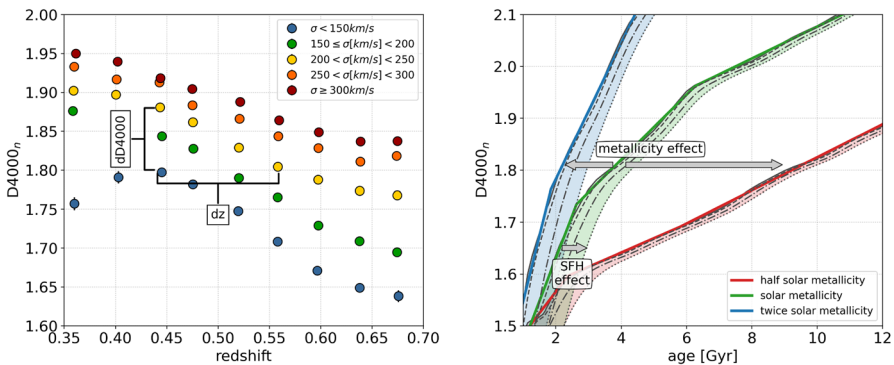 2.00
1.95
1.90
1.85
1.80
1.75
1.70
1.65
1.60
D4000n
0.35 0.40 0.45 0.50 0.55 0.60 0.65 0.70
redshift
σ < 150km/s
150 ≤ σ[km/s] < 200
200 < σ[km/s] < 250
250 < σ[km/s] < 300
σ ≥ 300km/s
dD4000
dz
2.1
2.0
1.9
1.8
1.7
1.6
1.5
D4000n
2 4 6 8 10 12
age [Gyr]
metallicity effect
SFH
effect
half solar metallicity
solar metallicity
twice solar metallicity